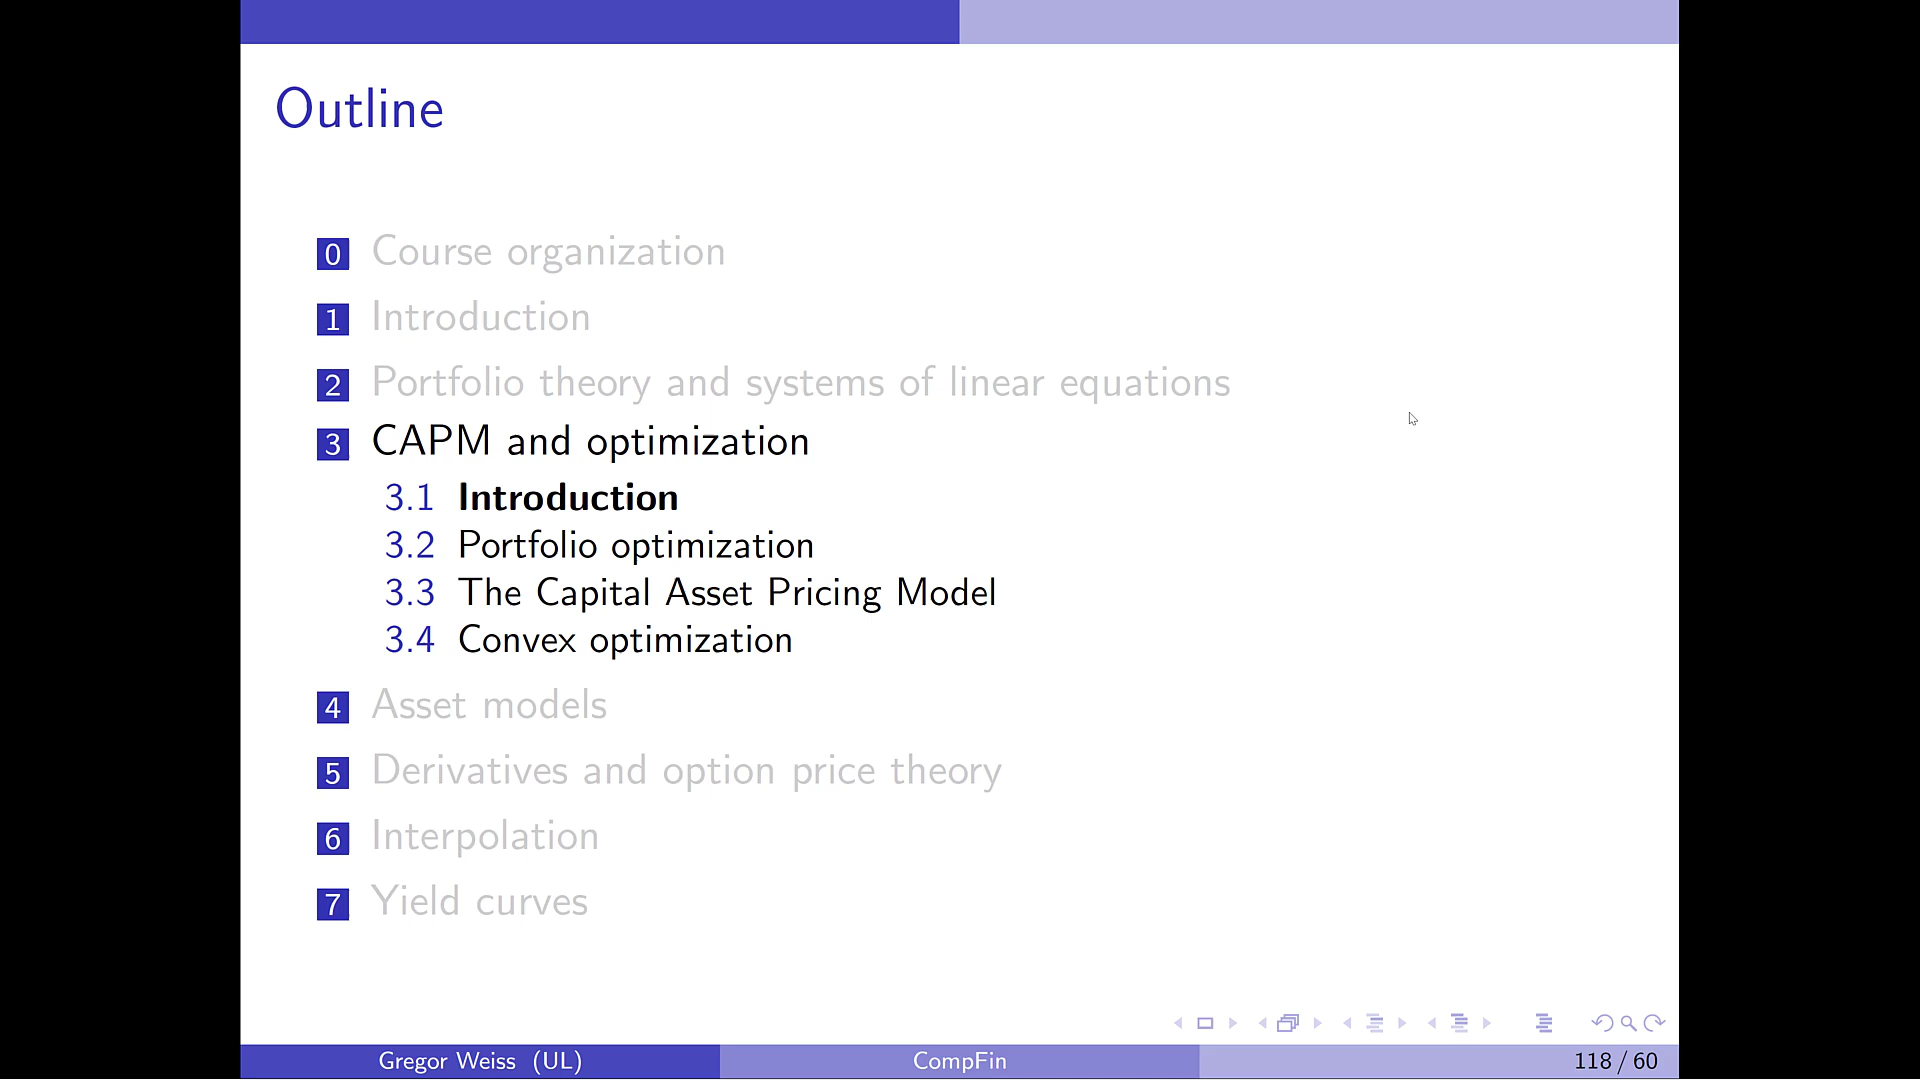 Outline
0 Course organization
1 Introduction
2 Portfolio theory and systems of linear equations
3 CAPM and optimization
3.1 Introduction
3.2 Portfolio optimization
3.3 The Capital Asset Pricing Model
3.4 Convex optimization
4 Asset models
5 Derivatives and option price theory
6 Interpolation
7 Yield curves
Gregor Weiss (UL) CompFin 118 / 60